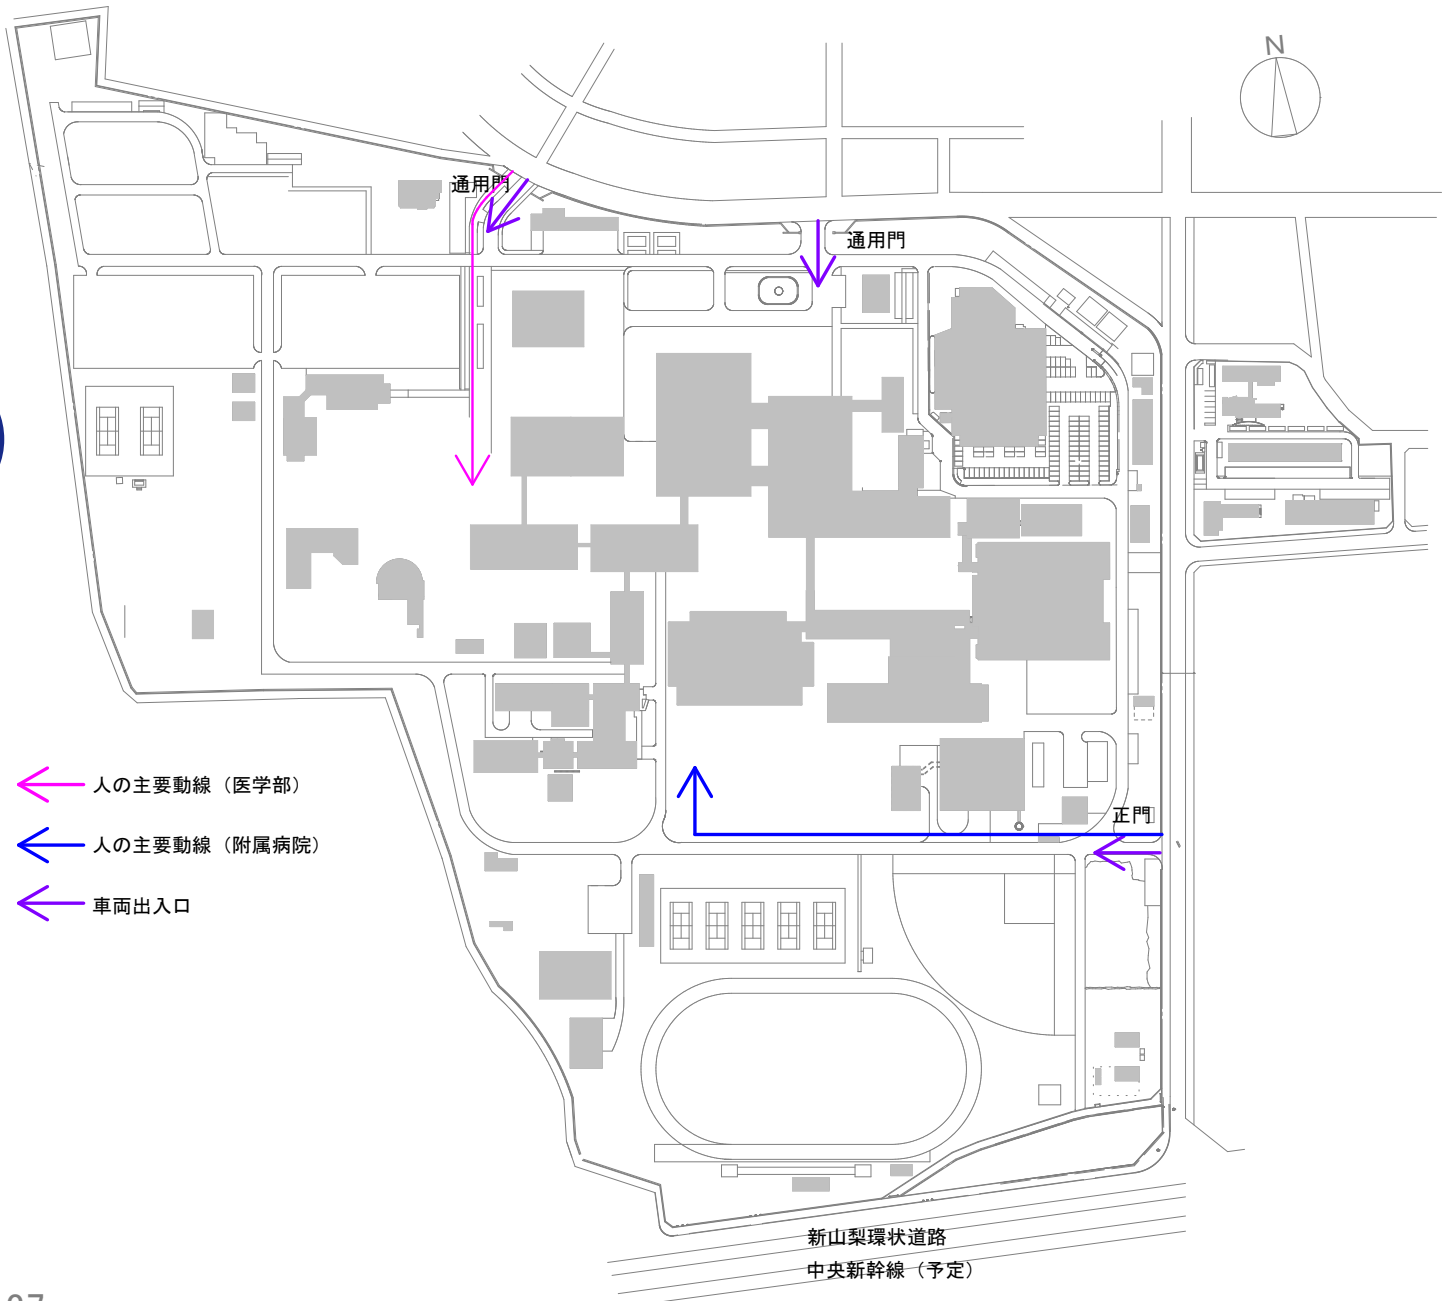 N
通用門
通用門
人の主要動線（医学部）
人の主要動線（附属病院）
車両出入口
正門
新山梨環状道路
中央新幹線（予定）